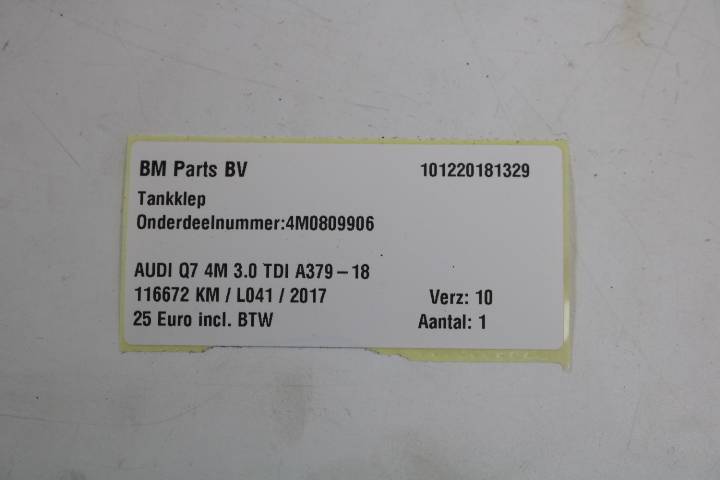 BM Parts BV 101220181329
Tankklep
Onderdeelnummer:4M0809906
AUDI Q7 4M 3.0 TDI A379-18
116672 KM / L041 / 2017 Verz: 10
25 Euro incl. BTW Aantal: 1